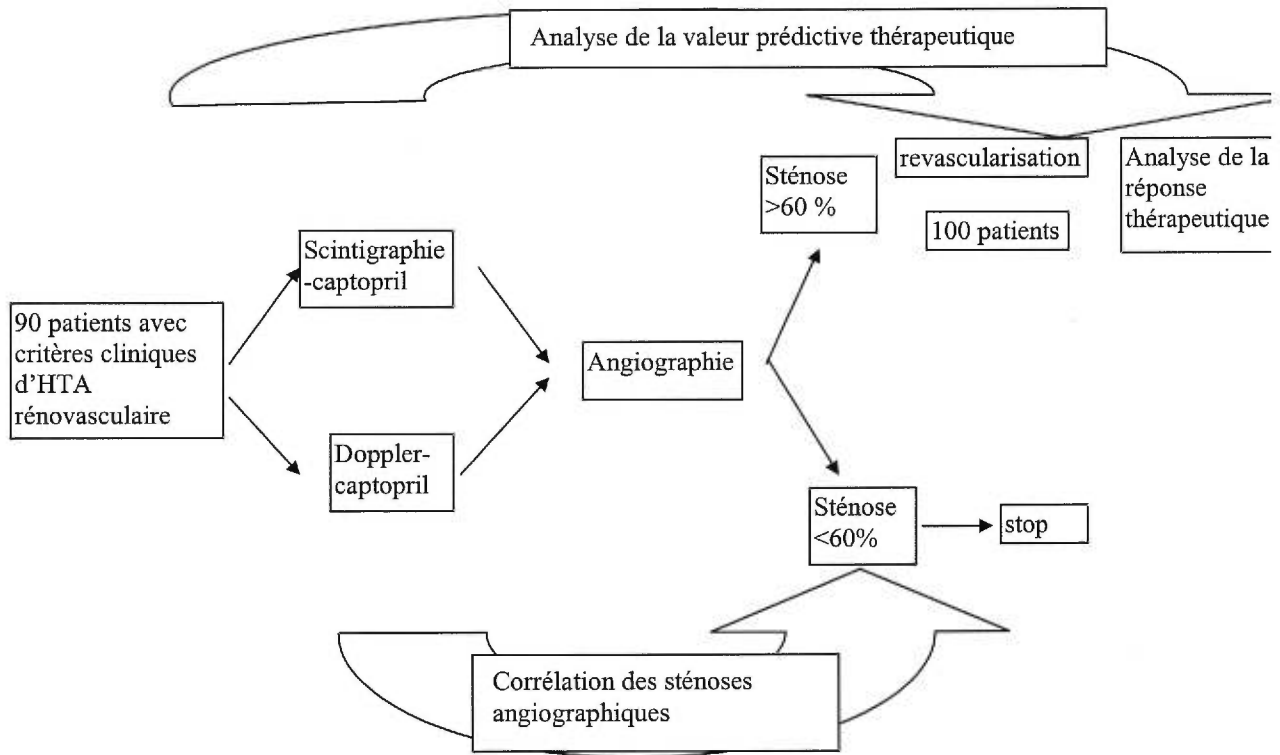 Analyse de la valeur prédictive thérapeutique
revascularisation
Analyse de la
réponse
thérapeutique
Sténose
>60 %
100 patients
Scintigraphie
-captopril
90 patients avec
critères cliniques
d’HTA
rénovasculaire
Angiographie
Doppler-
captopril
Sténose
<60%
stop
Corrélation des sténoses
angiographiques